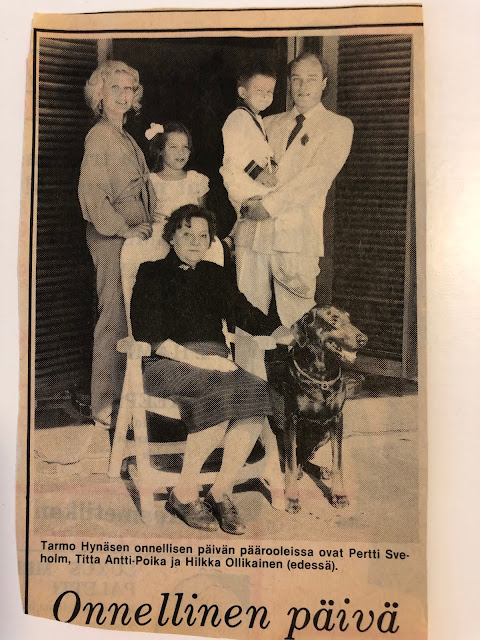 Tarmo Hynäsen onnellisen päivän päärooleissa ovat Pertti Sve-
holm, Titta Antti-Poika ja Hilkka Ollikainen (edessä).
Onnellinen päivä